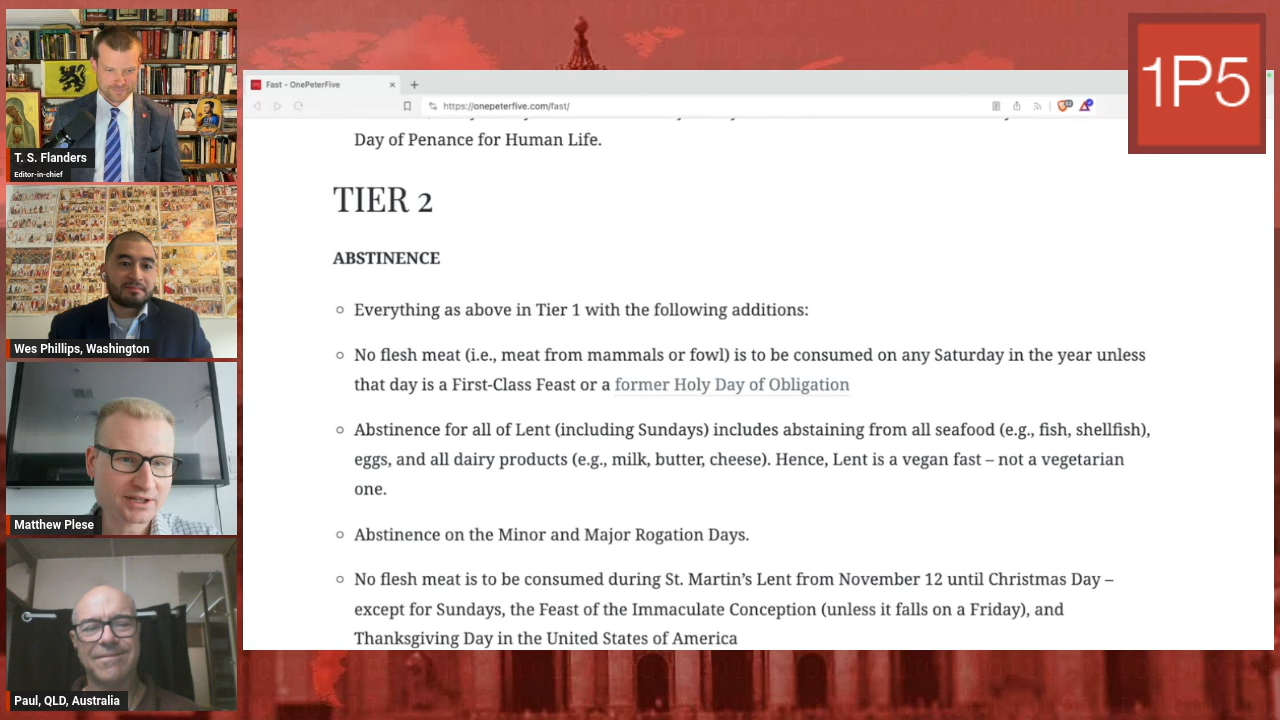 T. S. Flanders
Editor-in-chief
Wes Phillips, Washington
Matthew Plese
Paul, QLD, Australia
Fast - OnePeterFive
https://onepeterfive.com/fast/
1P5
Day of Penance for Human Life.
TIER 2
ABSTINENCE
Everything as above in Tier 1 with the following additions:
No flesh meat (i.e., meat from mammals or fowl) is to be consumed on any Saturday in the year unless
that day is a First-Class Feast or a former Holy Day of Obligation
Abstinence for all of Lent (including Sundays) includes abstaining from all seafood (e.g., fish, shellfish),
eggs, and all dairy products (e.g., milk, butter, cheese). Hence, Lent is a vegan fast – not a vegetarian
one.
Abstinence on the Minor and Major Rogation Days.
No flesh meat is to be consumed during St. Martin’s Lent from November 12 until Christmas Day –
except for Sundays, the Feast of the Immaculate Conception (unless it falls on a Friday), and
Thanksgiving Day in the United States of America